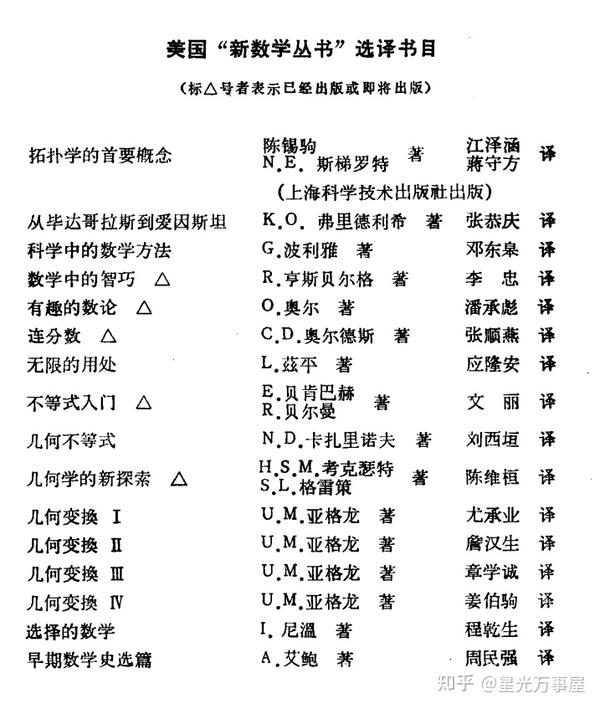 美国“新数学丛书”选译书目
（标△号者表示已经出版或即将出版）
拓扑学的首要概念 陈锡驹 N.E.斯梯罗特 著 江泽涵 蔣守方 译
（上海科学技术出版社出版）
从毕达哥拉斯到爱因斯坦 K.O.弗里德利希 著 张恭庆 译
科学中的数学方法 G.波利雅 著 邓东皋 译
数学中的智巧 △ R.亨斯贝尔格 著 李 忠 译
有趣的数论 △ O.奥尔 著 潘承彪 译
连分数 △ C.D.奥尔德斯 著 张顺燕 译
无限的用处 L.兹平 著 应隆安 译
不等式入门 △ E.贝肯巴赫 R.贝尔曼 著 文 丽 译
几何不等式 N.D.卡扎里诺夫 著 刘西垣 译
几何学的新探索 △ H.S.M.考克瑟特 S.L.格雷策 著 陈维桓 译
几何变换 Ⅰ U.M.亚格龙 著 尤承业 译
几何变换 Ⅱ U.M.亚格龙 著 詹汉生 译
几何变换 Ⅲ U.M.亚格龙 著 章学诚 译
几何变换 Ⅳ U.M.亚格龙 著 姜伯驹 译
选择的数学 I.尼溫 著 程乾生 译
早期数学史选篇 A.艾鲍 著 周民强 译
知乎 @星光万事屋